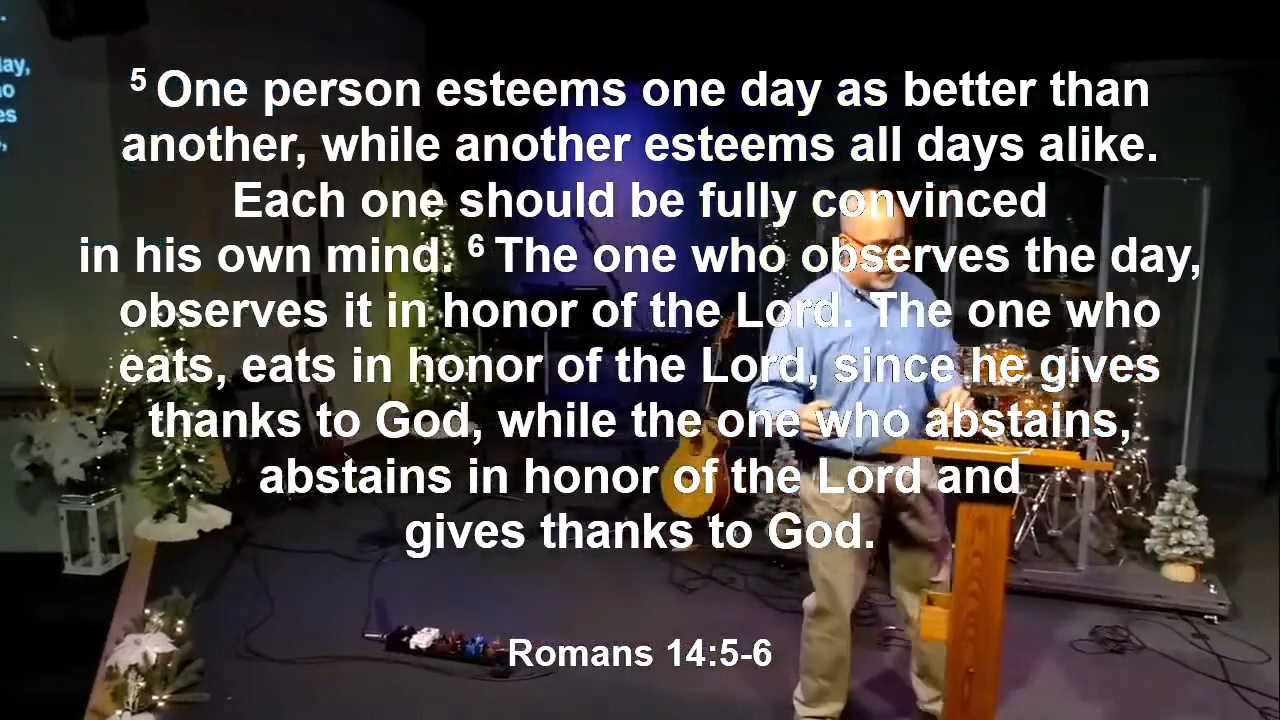 ay,
es
5 One person esteems one day as better than
another, while another esteems all days alike.
Each one should be fully convinced
in his own mind. 6 The one who observes the day,
observes it in honor of the Lord. The one who
eats, eats in honor of the Lord, since he gives
thanks to God, while the one who abstains,
abstains in honor of the Lord and
gives thanks to God.
Romans 14:5-6